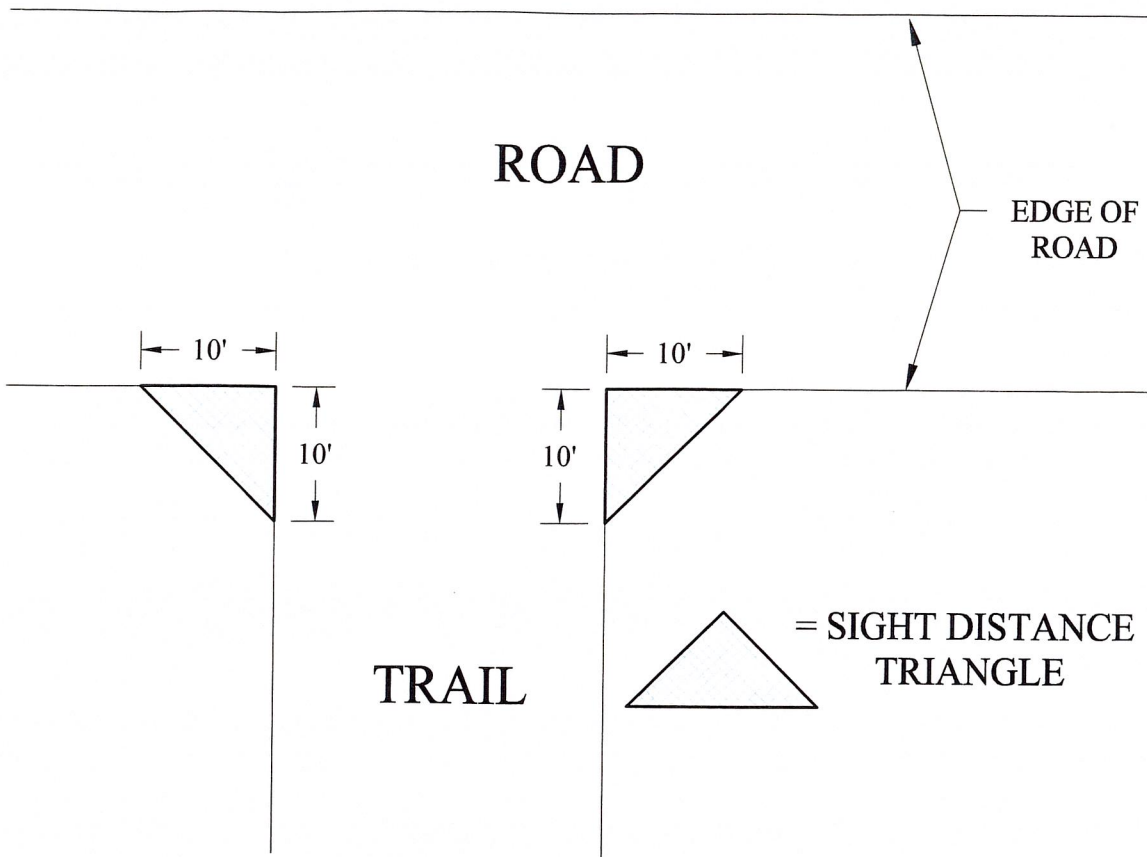 ROAD
EDGE OF
ROAD
10'
10'
10'
10'
= SIGHT DISTANCE
TRIANGLE
TRAIL